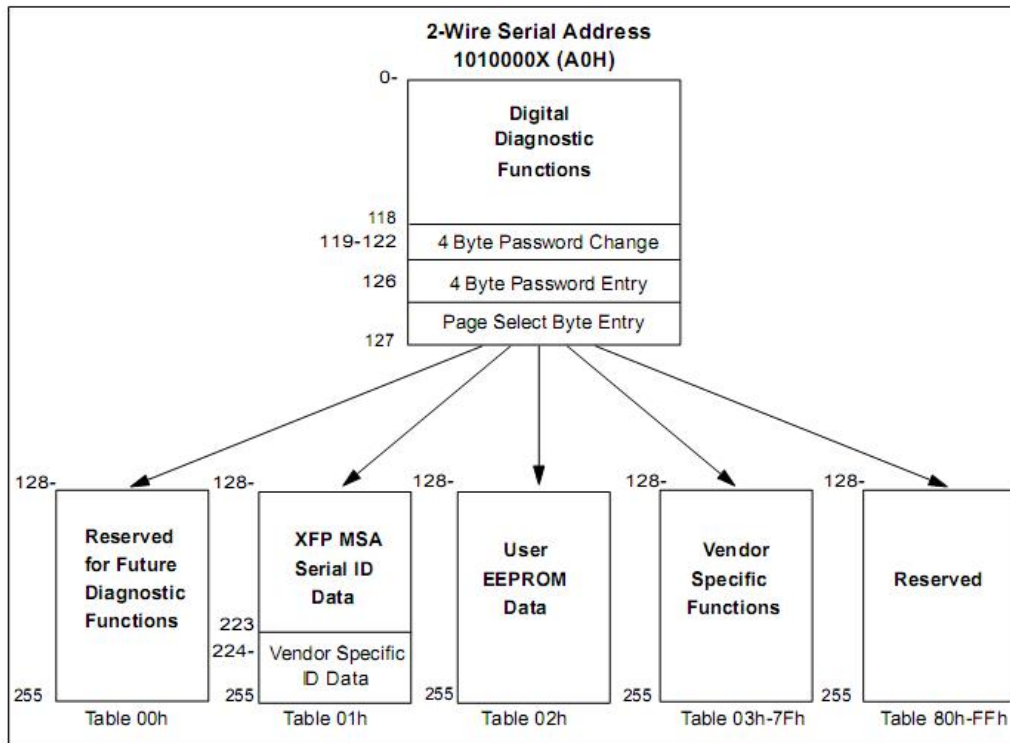 2-Wire Serial Address
1010000X (A0H)
0-
Digital
Diagnostic
Functions
118
119-122
4 Byte Password Change
126
4 Byte Password Entry
Page Select Byte Entry
127
128-
Reserved
for Future
Diagnostic
Functions
255
Table 00h
128-
XFP MSA
Serial ID
Data
223
224-
Vendor Specific
ID Data
255
Table 01h
128-
User
EEPROM
Data
255
Table 02h
128-
Vendor
Specific
Functions
255
Table 03h-7Fh
128-
Reserved
255
Table 80h-FFh